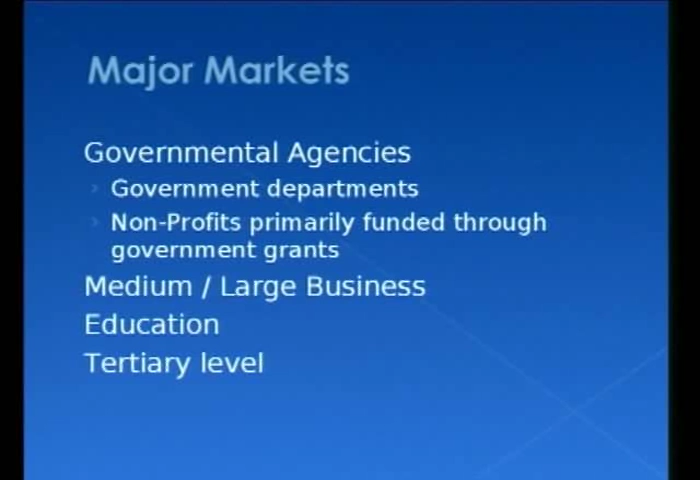 Major Markets
Governmental Agencies
Government departments
Non-Profits primarily funded through
government grants
Medium / Large Business
Education
Tertiary level